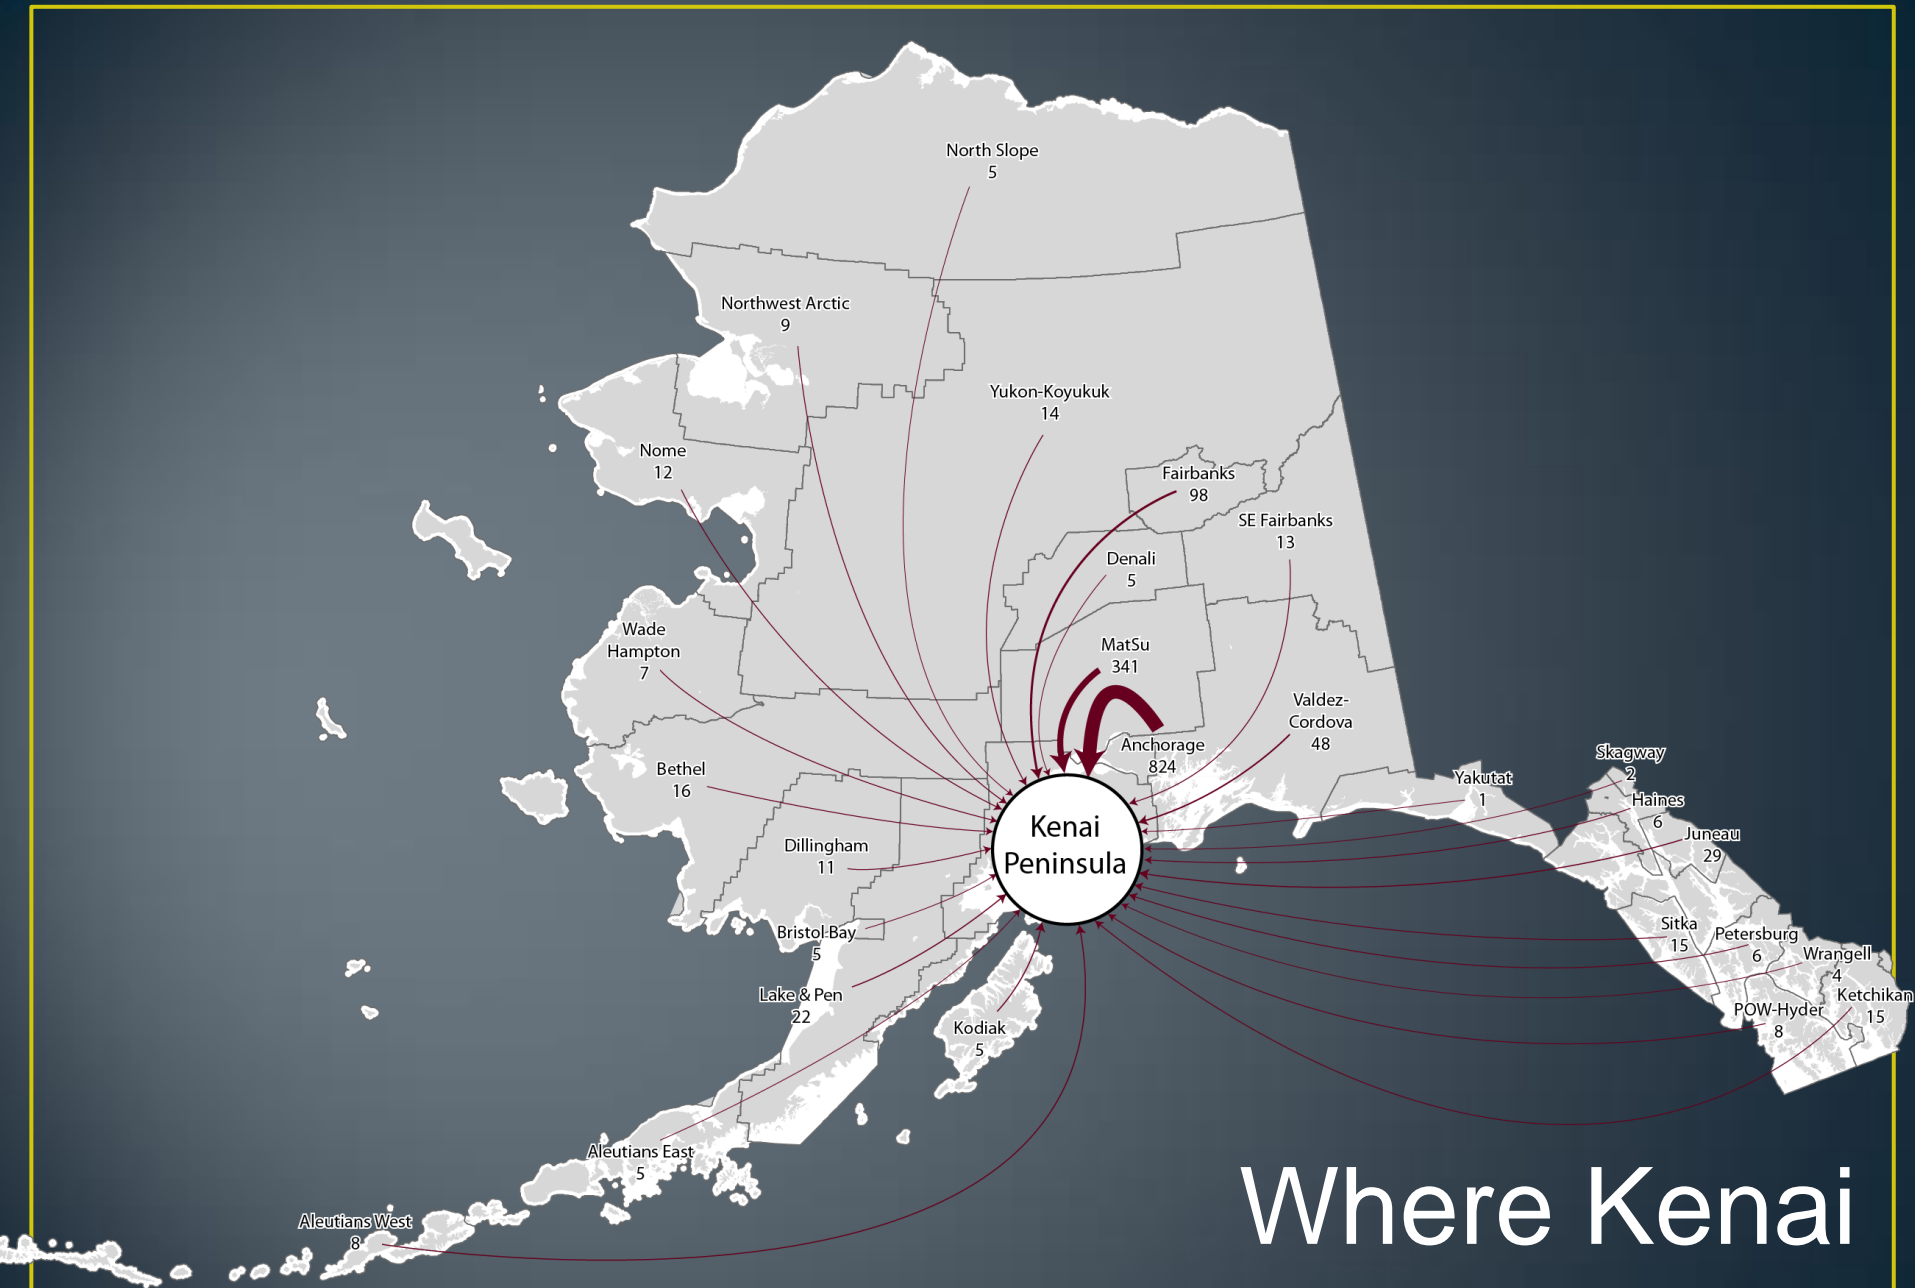 North Slope
5
Northwest Arctic
9
Yukon-Koyukuk
14
Nome
12
Fairbanks
98
SE Fairbanks
13
Denali
5
Wade
Hampton
7
MatSu
341
Valdez-
Cordova
48
Anchorage
824
Bethel
16
Skagway
2
Yakutat
1
Haines
6
Juneau
29
Kenai
Peninsula
Dillingham
11
Bristol Bay
5
Sitka
15
Petersburg
6
Wrangell
4
Lake & Pen
22
Ketchikan
15
POW-Hyder
8
Kodiak
5
Aleutians East
5
Aleutians West
8
Where Kenai